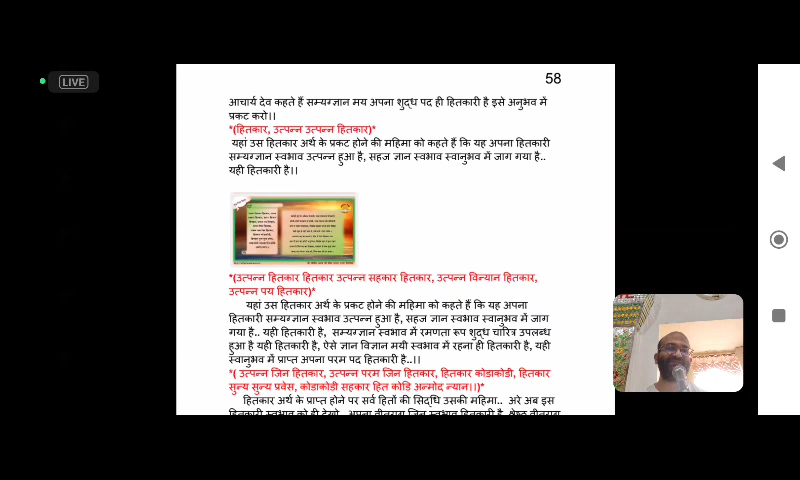 LIVE
58
आचार्य देव कहते हैं सम्यग्ज्ञान मय अपना शुद्ध पद ही हितकारी है इसे अनुभव में
प्रकट करो।।
*(हितकार, उत्पन्न उत्पन्न हितकार)*
यहां उस हितकार अर्थ के प्रकट होने की महिमा को कहते हैं कि यह अपना हितकारी
सम्यग्ज्ञान स्वभाव उत्पन्न हुआ है, सहज ज्ञान स्वभाव स्वानुभव में जाग गया है..
यही हितकारी है।।
*(उत्पन्न हितकार हितकार उत्पन्न सहकार हितकार, उत्पन्न विन्यान हितकार,
उत्पन्न पय हितकार)*
यहां उस हितकार अर्थ के प्रकट होने की महिमा को कहते हैं कि यह अपना
हितकारी सम्यग्ज्ञान स्वभाव उत्पन्न हुआ है, सहज ज्ञान स्वभाव स्वानुभव में जाग
गया है.. यही हितकारी है, सम्यग्ज्ञान स्वभाव में रमणता रूप शुद्ध चारित्र उपलब्ध
हुआ है यही हितकारी है, ऐसे ज्ञान विज्ञान मयी स्वभाव में रहना ही हितकारी है, यही
स्वानुभव में प्राप्त अपना परम पद हितकारी है..।।
*( उत्पन्न जिन हितकार, उत्पन्न परम जिन हितकार, हितकार कोडाकोडी, हितकार
सुन्य सुन्य प्रवेस, कोडाकोडी सहकार हित कोडि अन्मोद न्यान।।)*
हितकार अर्थ के प्राप्त होने पर सर्व हितों की सिद्धि उसकी महिमा.. अरे अब इस
हितकारी स्वभाव को ही देखो